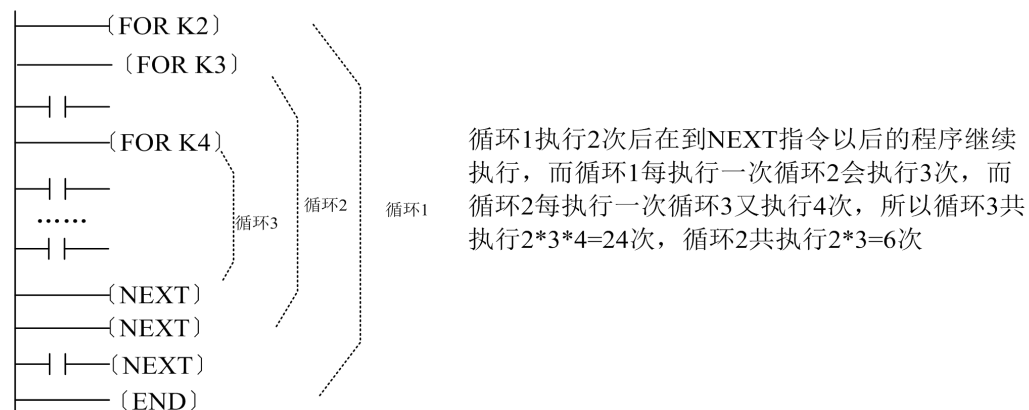 〔FOR K2〕
〔FOR K3〕
〔FOR K4〕
……
〔NEXT〕
〔NEXT〕
〔NEXT〕
〔END〕
循环3
循环2
循环1
循环1执行2次后在到NEXT指令以后的程序继续
执行，而循环1每执行一次循环2会执行3次，而
循环2每执行一次循环3又执行4次，所以循环3共
执行2*3*4=24次，循环2共执行2*3=6次